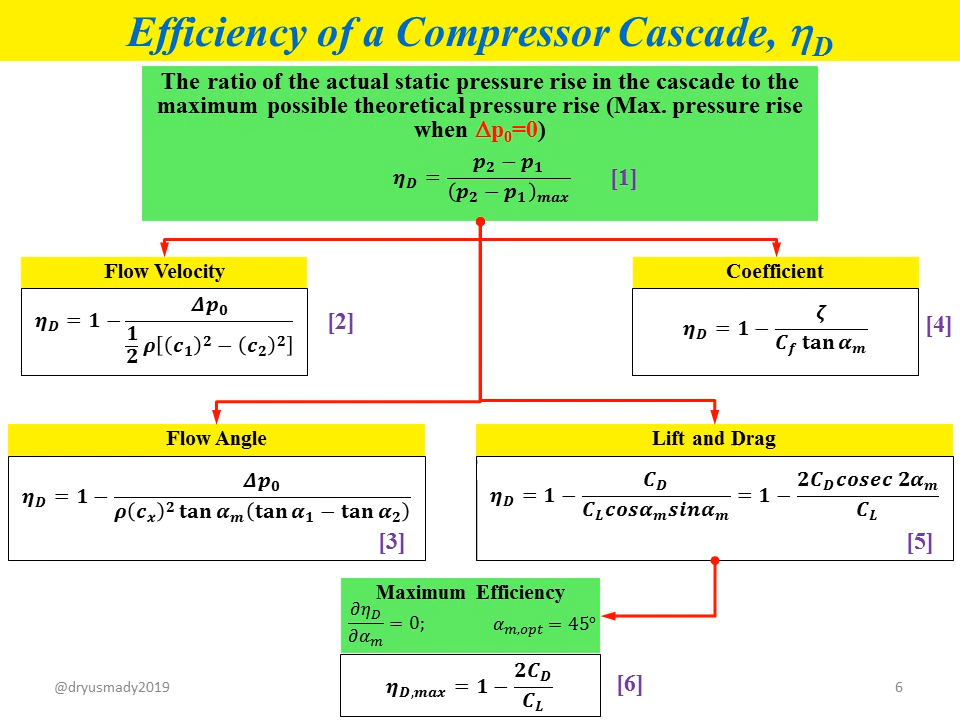 Efficiency of a Compressor Cascade, η_D
The ratio of the actual static pressure rise in the cascade to the
maximum possible theoretical pressure rise (Max. pressure rise
when Δp₀=0)
η_D = (p₂ − p₁) / (p₂ − p₁)_max [1]
Flow Velocity
η_D = 1 − Δp₀ / (1/2 ρ[(c₁)² − (c₂)²]) [2]
Coefficient
η_D = 1 − ζ / (C_f tan α_m) [4]
Flow Angle
η_D = 1 − Δp₀ / (ρ(c_x)² tan α_m (tan α₁ − tan α₂))
[3]
Lift and Drag
η_D = 1 − C_D / (C_L cosα_m sinα_m) = 1 − 2C_D cosec 2α_m / C_L
[5]
Maximum Efficiency
∂η_D / ∂α_m = 0; α_m,opt = 45°
η_D,max = 1 − 2C_D / C_L [6]
@dryusmady2019
6